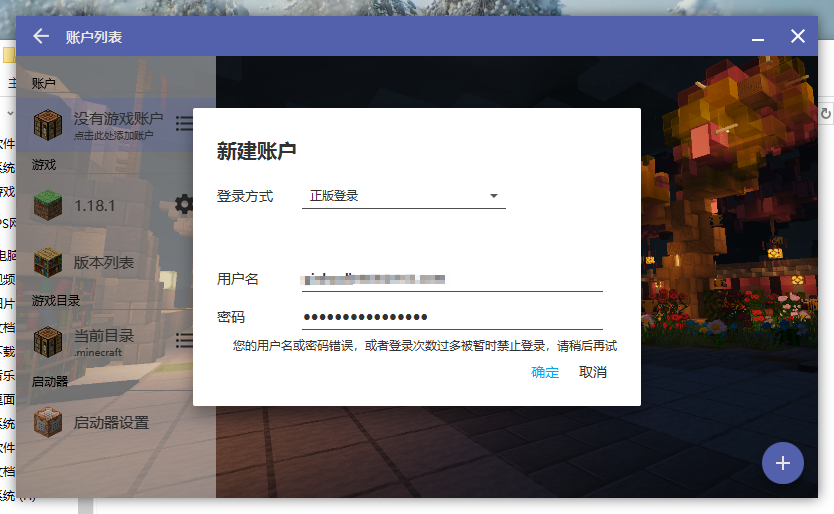 账户列表
账户
没有游戏账户
点击此处添加账户
游戏
1.18.1
版本列表
游戏目录
当前目录
.minecraft
启动器
启动器设置
新建账户
登录方式
正版登录
用户名
密码
您的用户名或密码错误，或者登录次数过多被暂时禁止登录，请稍后再试
确定
取消